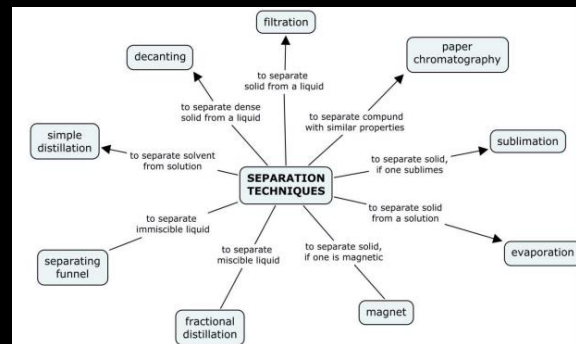 filtration
to separate
solid from a liquid
decanting
to separate dense
solid from a liquid
paper
chromatography
to separate compund
with similar properties
simple
distillation
to separate solvent
from solution
sublimation
to separate solid,
if one sublimes
SEPARATION
TECHNIQUES
to separate solid
from a solution
evaporation
to separate
immiscible liquid
separating
funnel
to separate
miscible liquid
fractional
distillation
to separate solid,
if one is magnetic
magnet